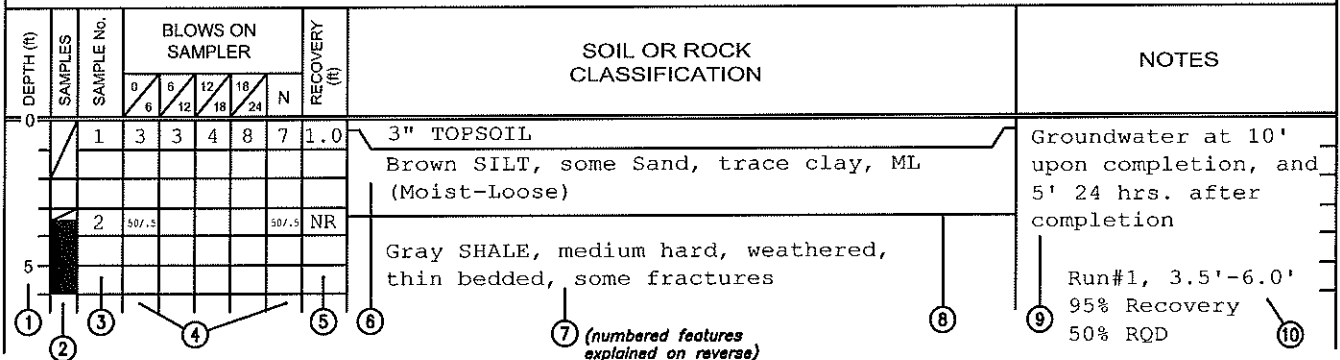 DEPTH (ft)
SAMPLES
SAMPLE No.
BLOWS ON
SAMPLER
0/6 6/12 12/18 18/24 N
RECOVERY
(ft)
SOIL OR ROCK
CLASSIFICATION
NOTES
0
1 3 3 4 8 7 1.0
3" TOPSOIL
Brown SILT, some Sand, trace clay, ML
(Moist-Loose)
Groundwater at 10'
upon completion, and
5' 24 hrs. after
completion
2 50/.5 50/.5 NR
Gray SHALE, medium hard, weathered,
thin bedded, some fractures
5
Run#1, 3.5'-6.0'
95% Recovery
50% RQD
1 2 3 4 5 6 7 8 9 10
(numbered features
explained on reverse)